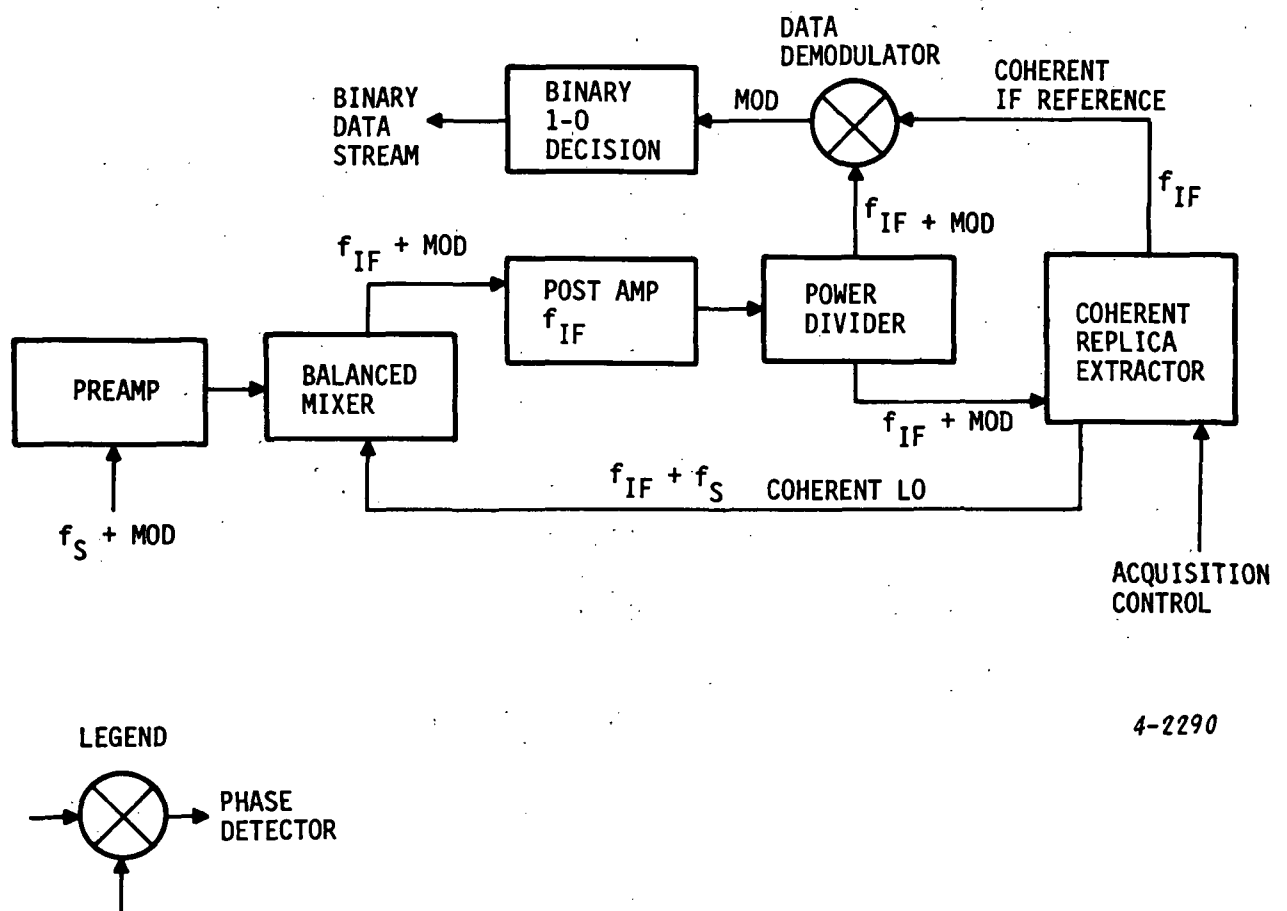 DATA
DEMODULATOR
COHERENT
IF REFERENCE
BINARY
DATA
STREAM
BINARY
1-0
DECISION
MOD
f_IF
f_IF + MOD
f_IF + MOD
POST AMP
f_IF
POWER
DIVIDER
COHERENT
REPLICA
EXTRACTOR
PREAMP
BALANCED
MIXER
f_IF + MOD
f_IF + f_S COHERENT LO
f_S + MOD
ACQUISITION
CONTROL
4-2290
LEGEND
PHASE
DETECTOR